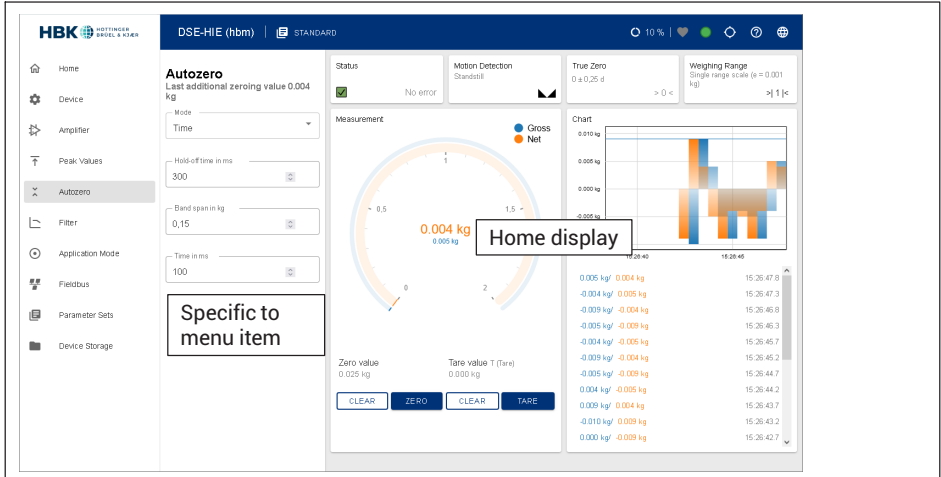 HBK HOTTINGER
BRÜEL & KJÆR
DSE-HIE (hbm)
STANDARD
10 %
Home
Device
Amplifier
Peak Values
Autozero
Filter
Application Mode
Fieldbus
Parameter Sets
Device Storage
Autozero
Last additional zeroing value 0.004
kg
Mode
Time
Hold-off time in ms
300
Band span in kg
0,15
Time in ms
100
Specific to
menu item
Status
No error
Motion Detection
Standstill
True Zero
0 ± 0,25 d
> 0 <
Weighing Range
Single range scale (e = 0.001
kg)
>| 1 |<
Measurement
Gross
Net
1
0,5
1,5
0.004 kg
0.005 kg
0
2
Home display
Zero value
0.025 kg
Tare value T (Tare)
0.000 kg
CLEAR
ZERO
CLEAR
TARE
Chart
0.010 kg
0.005 kg
0.000 kg
-0.005 kg
15:26:40
15:26:45
0.005 kg/ 0.004 kg 15:26:47.8
-0.004 kg/ 0.005 kg 15:26:47.3
-0.009 kg/ -0.004 kg 15:26:46.8
-0.005 kg/ -0.009 kg 15:26:46.3
-0.004 kg/ -0.005 kg 15:26:45.7
-0.009 kg/ -0.004 kg 15:26:45.2
-0.005 kg/ -0.009 kg 15:26:44.7
0.004 kg/ -0.005 kg 15:26:44.2
0.009 kg/ 0.004 kg 15:26:43.7
-0.010 kg/ 0.009 kg 15:26:43.2
0.000 kg/ -0.009 kg 15:26:42.7